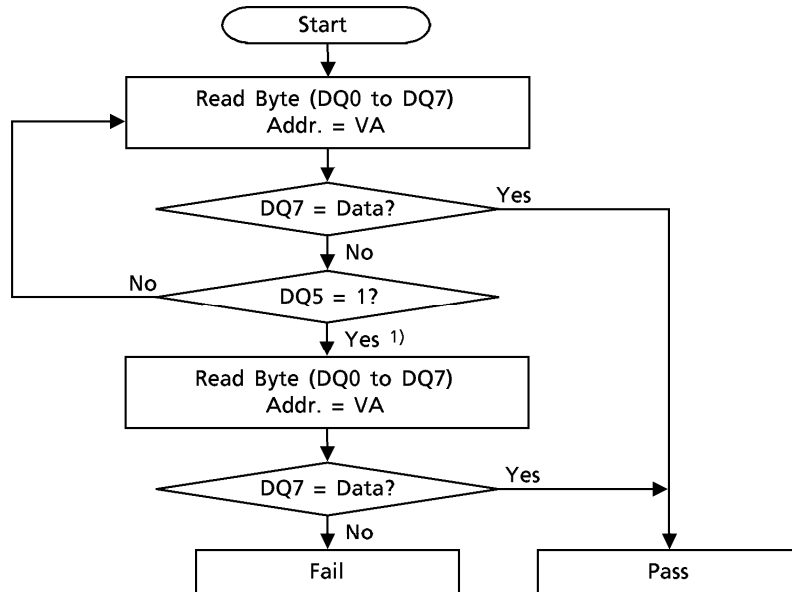 Start
Read Byte (DQ0 to DQ7)
Addr. = VA
DQ7 = Data?
Yes
No
No
DQ5 = 1?
Yes 1)
Read Byte (DQ0 to DQ7)
Addr. = VA
DQ7 = Data?
Yes
No
Fail
Pass